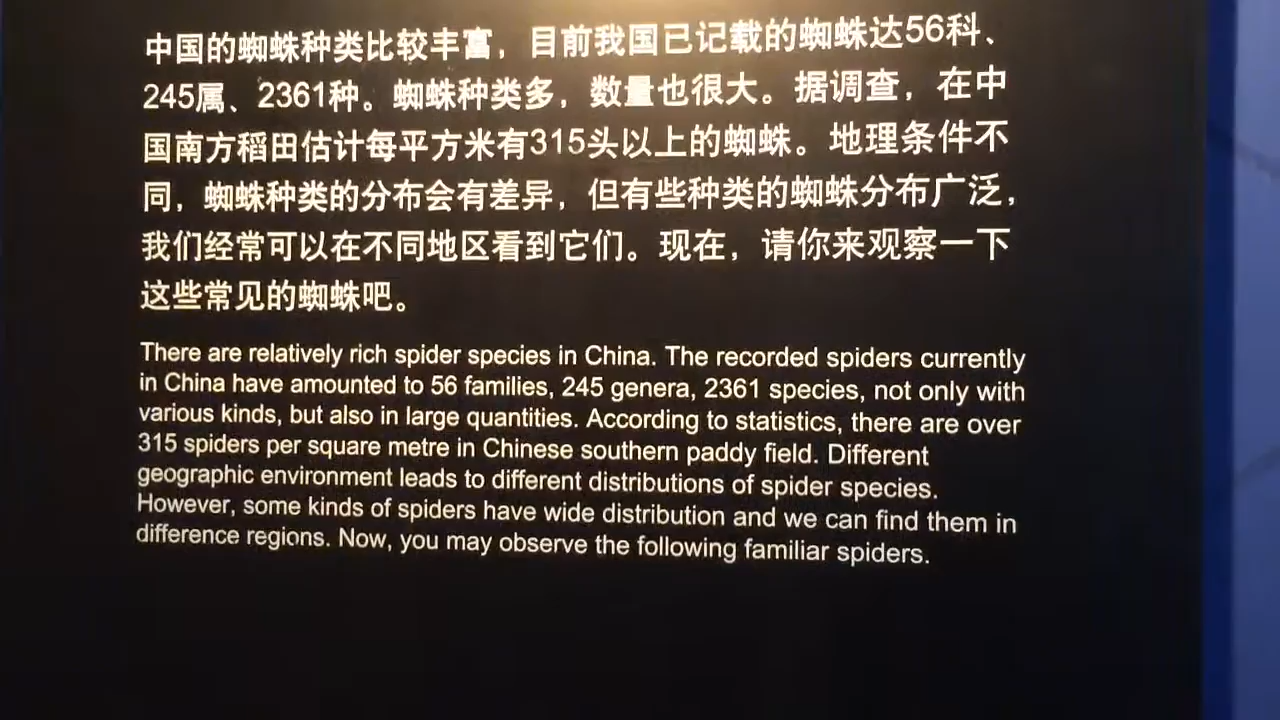 中国的蜘蛛种类比较丰富，目前我国已记载的蜘蛛达56科、
245属、2361种。蜘蛛种类多，数量也很大。据调查，在中
国南方稻田估计每平方米有315头以上的蜘蛛。地理条件不
同，蜘蛛种类的分布会有差异，但有些种类的蜘蛛分布广泛，
我们经常可以在不同地区看到它们。现在，请你来观察一下
这些常见的蜘蛛吧。
There are relatively rich spider species in China. The recorded spiders currently
in China have amounted to 56 families, 245 genera, 2361 species, not only with
various kinds, but also in large quantities. According to statistics, there are over
315 spiders per square metre in Chinese southern paddy field. Different
geographic environment leads to different distributions of spider species.
However, some kinds of spiders have wide distribution and we can find them in
difference regions. Now, you may observe the following familiar spiders.